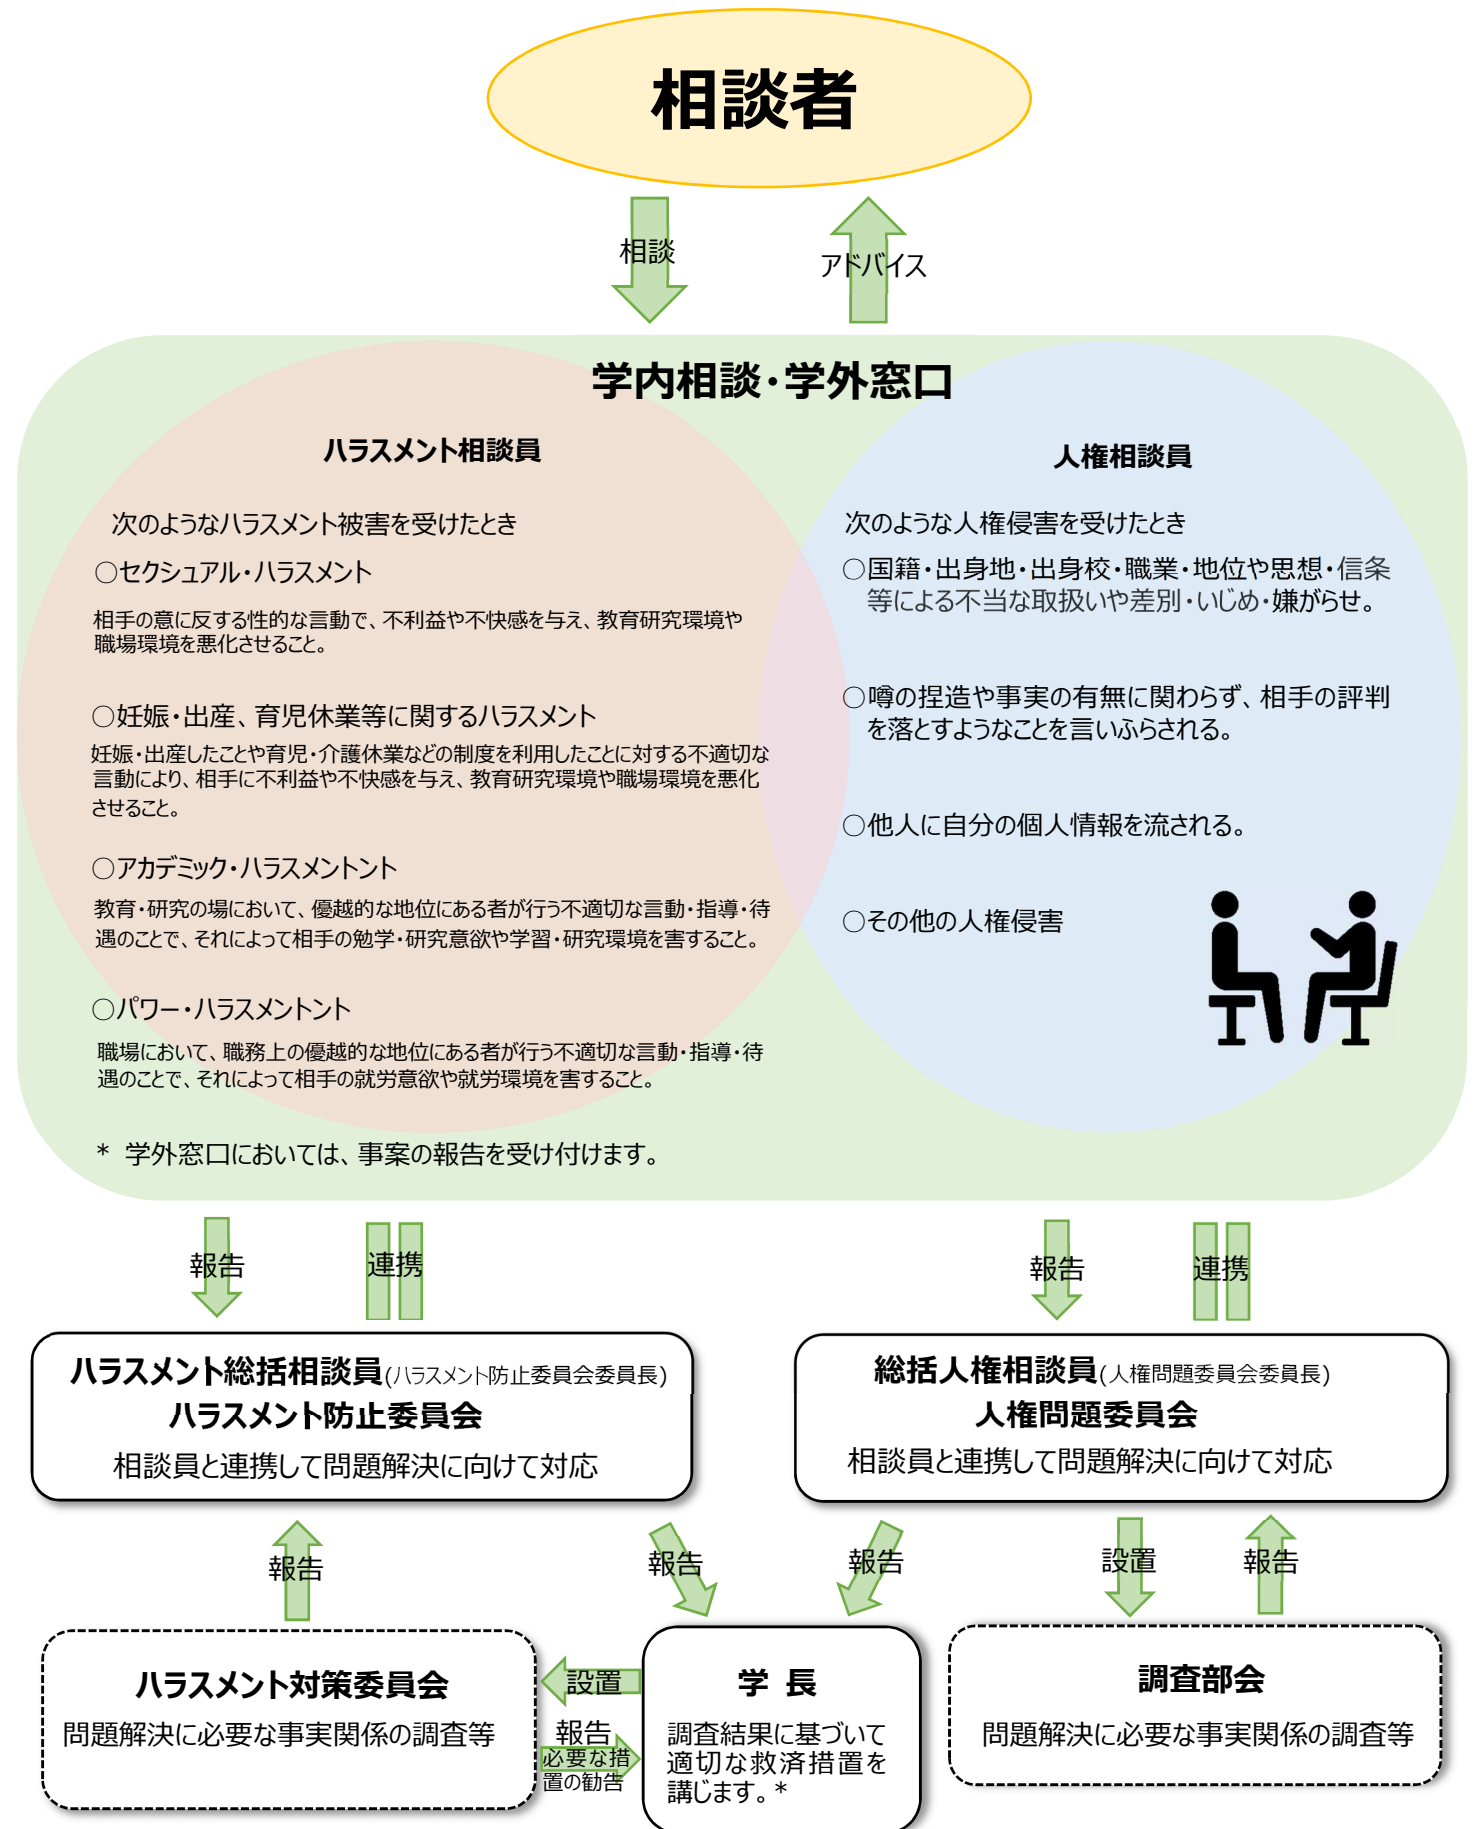 相談者
相談
アドバイス
学内相談・学外窓口
ハラスメント相談員
次のようなハラスメント被害を受けたとき
○セクシュアル・ハラスメント
相手の意に反する性的な言動で、不利益や不快感を与え、教育研究環境や
職場環境を悪化させること。
○妊娠・出産、育児休業等に関するハラスメント
妊娠・出産したことや育児・介護休業などの制度を利用したことに対する不適切な
言動により、相手に不利益や不快感を与え、教育研究環境や職場環境を悪化
させること。
○アカデミック・ハラスメントント
教育・研究の場において、優越的な地位にある者が行う不適切な言動・指導・待
遇のことで、それによって相手の勉学・研究意欲や学習・研究環境を害すること。
○パワー・ハラスメントント
職場において、職務上の優越的な地位にある者が行う不適切な言動・指導・待
遇のことで、それによって相手の就労意欲や就労環境を害すること。
* 学外窓口においては、事案の報告を受け付けます。
人権相談員
次のような人権侵害を受けたとき
○国籍・出身地・出身校・職業・地位や思想・信条
等による不当な取扱いや差別・いじめ・嫌がらせ。
○噂の捏造や事実の有無に関わらず、相手の評判
を落とすようなことを言いふらされる。
○他人に自分の個人情報を流される。
○その他の人権侵害
報告
連携
報告
連携
ハラスメント総括相談員(ハラスメント防止委員会委員長)
ハラスメント防止委員会
相談員と連携して問題解決に向けて対応
総括人権相談員(人権問題委員会委員長)
人権問題委員会
相談員と連携して問題解決に向けて対応
報告
報告
報告
設置
報告
ハラスメント対策委員会
問題解決に必要な事実関係の調査等
設置
報告
必要な措
置の勧告
学 長
調査結果に基づいて
適切な救済措置を
講じます。*
調査部会
問題解決に必要な事実関係の調査等